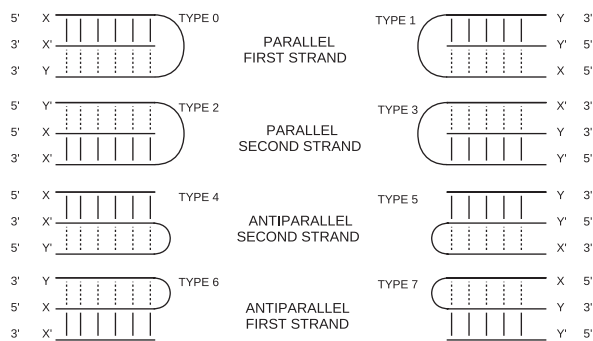 5' X TYPE 0 TYPE 1 Y 3'
3' X' PARALLEL Y' 5'
FIRST STRAND
3' Y X 5'
5' Y' TYPE 2 TYPE 3 X' 3'
5' X PARALLEL Y 3'
SECOND STRAND
3' X' Y' 5'
5' X TYPE 4 TYPE 5 Y 3'
3' X' ANTIPARALLEL Y' 5'
SECOND STRAND
5' Y' X' 3'
3' Y TYPE 6 TYPE 7 X 5'
5' X ANTIPARALLEL Y 3'
FIRST STRAND
3' X' Y' 5'